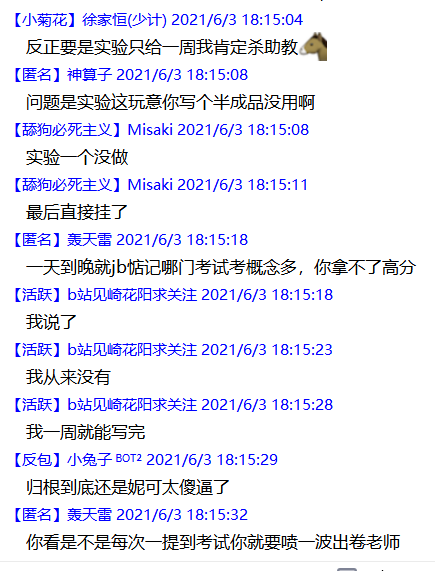 【小菊花】徐家恒(少计) 2021/6/3 18:15:04
反正要是实验只给一周我肯定杀助教
【匿名】神算子 2021/6/3 18:15:08
问题是实验这玩意你写个半成品没用啊
【舔狗必死主义】Misaki 2021/6/3 18:15:08
实验一个没做
【舔狗必死主义】Misaki 2021/6/3 18:15:11
最后直接挂了
【匿名】轰天雷 2021/6/3 18:15:18
一天到晚就jb惦记哪门考试考概念多，你拿不了高分
【活跃】b站见崎花阳求关注 2021/6/3 18:15:18
我说了
【活跃】b站见崎花阳求关注 2021/6/3 18:15:23
我从来没有
【活跃】b站见崎花阳求关注 2021/6/3 18:15:28
我一周就能写完
【反包】小兔子 BOT2 2021/6/3 18:15:29
归根到底还是妮可太傻逼了
【匿名】轰天雷 2021/6/3 18:15:32
你看是不是每次一提到考试你就要喷一波出卷老师